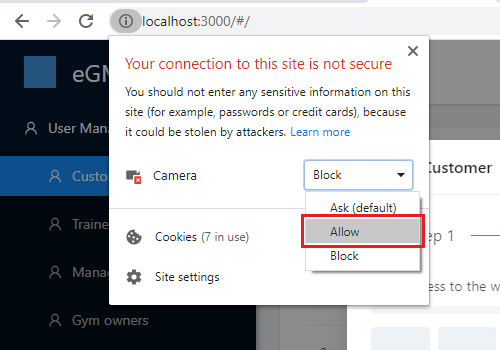 localhost:3000/#/
eGM
Your connection to this site is not secure
You should not enter any sensitive information on this
site (for example, passwords or credit cards), because
it could be stolen by attackers. Learn more
User Mana
Camera
Block
Customer
Custo
Ask (default)
Traine
Allow
ep 1
Cookies (7 in use)
Block
Mana
Site settings
ess to the w
Gym owners